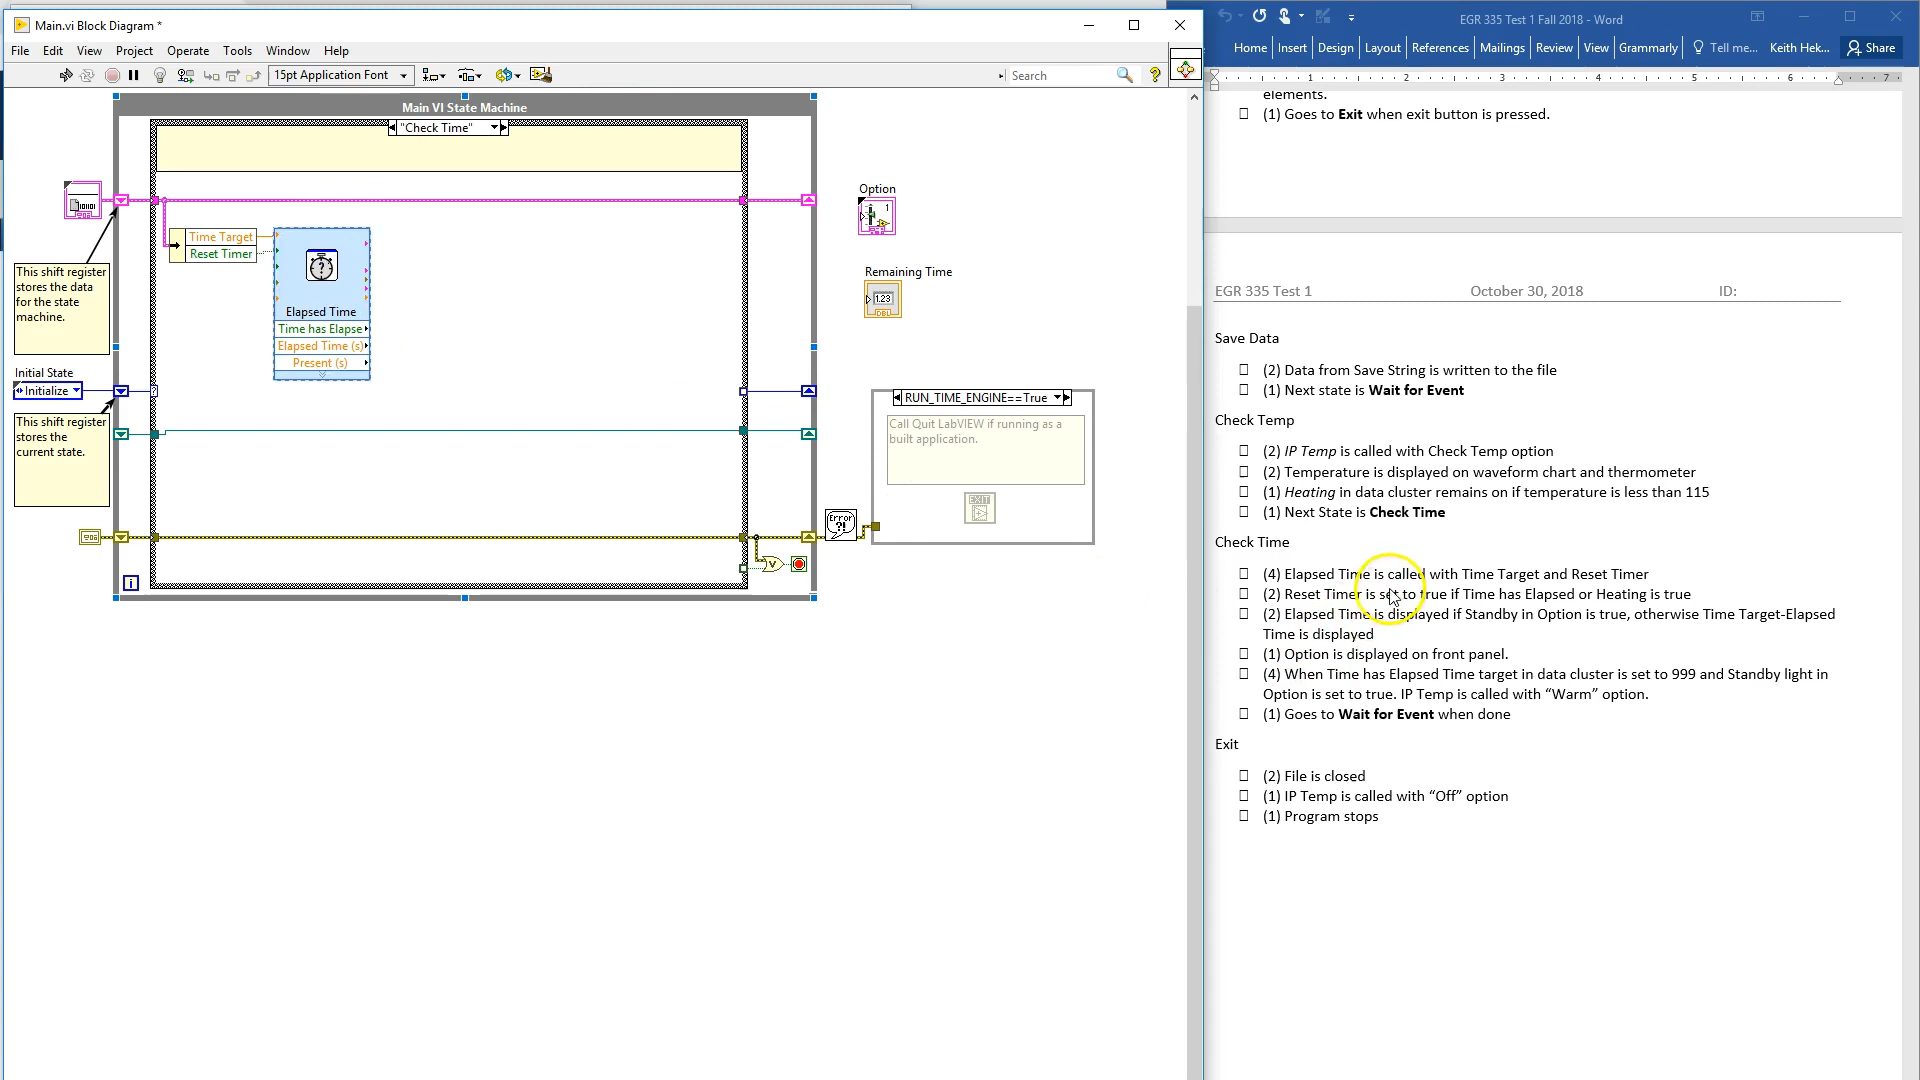 Main.vi Block Diagram *
File Edit View Project Operate Tools Window Help
15pt Application Font
Search
Main VI State Machine
"Check Time"
Time Target
Reset Timer
Elapsed Time
Time has Elapse
Elapsed Time (s)
Present (s)
This shift register
stores the data
for the state
machine.
Initial State
Initialize
This shift register
stores the
current state.
i
Option
1
Remaining Time
1.23
DBL
RUN_TIME_ENGINE==True
Call Quit LabVIEW if running as a
built application.
EXIT
Error
?!
V
EGR 335 Test 1 Fall 2018 - Word
Home Insert Design Layout References Mailings Review View Grammarly Tell me... Keith Hek... Share
1 2 3 4 5 6 7
elements.
(1) Goes to Exit when exit button is pressed.
EGR 335 Test 1 October 30, 2018 ID:
Save Data
(2) Data from Save String is written to the file
(1) Next state is Wait for Event
Check Temp
(2) IP Temp is called with Check Temp option
(2) Temperature is displayed on waveform chart and thermometer
(1) Heating in data cluster remains on if temperature is less than 115
(1) Next State is Check Time
Check Time
(4) Elapsed Time is called with Time Target and Reset Timer
(2) Reset Timer is set to true if Time has Elapsed or Heating is true
(2) Elapsed Time is displayed if Standby in Option is true, otherwise Time Target-Elapsed
Time is displayed
(1) Option is displayed on front panel.
(4) When Time has Elapsed Time target in data cluster is set to 999 and Standby light in
Option is set to true. IP Temp is called with “Warm” option.
(1) Goes to Wait for Event when done
Exit
(2) File is closed
(1) IP Temp is called with “Off” option
(1) Program stops